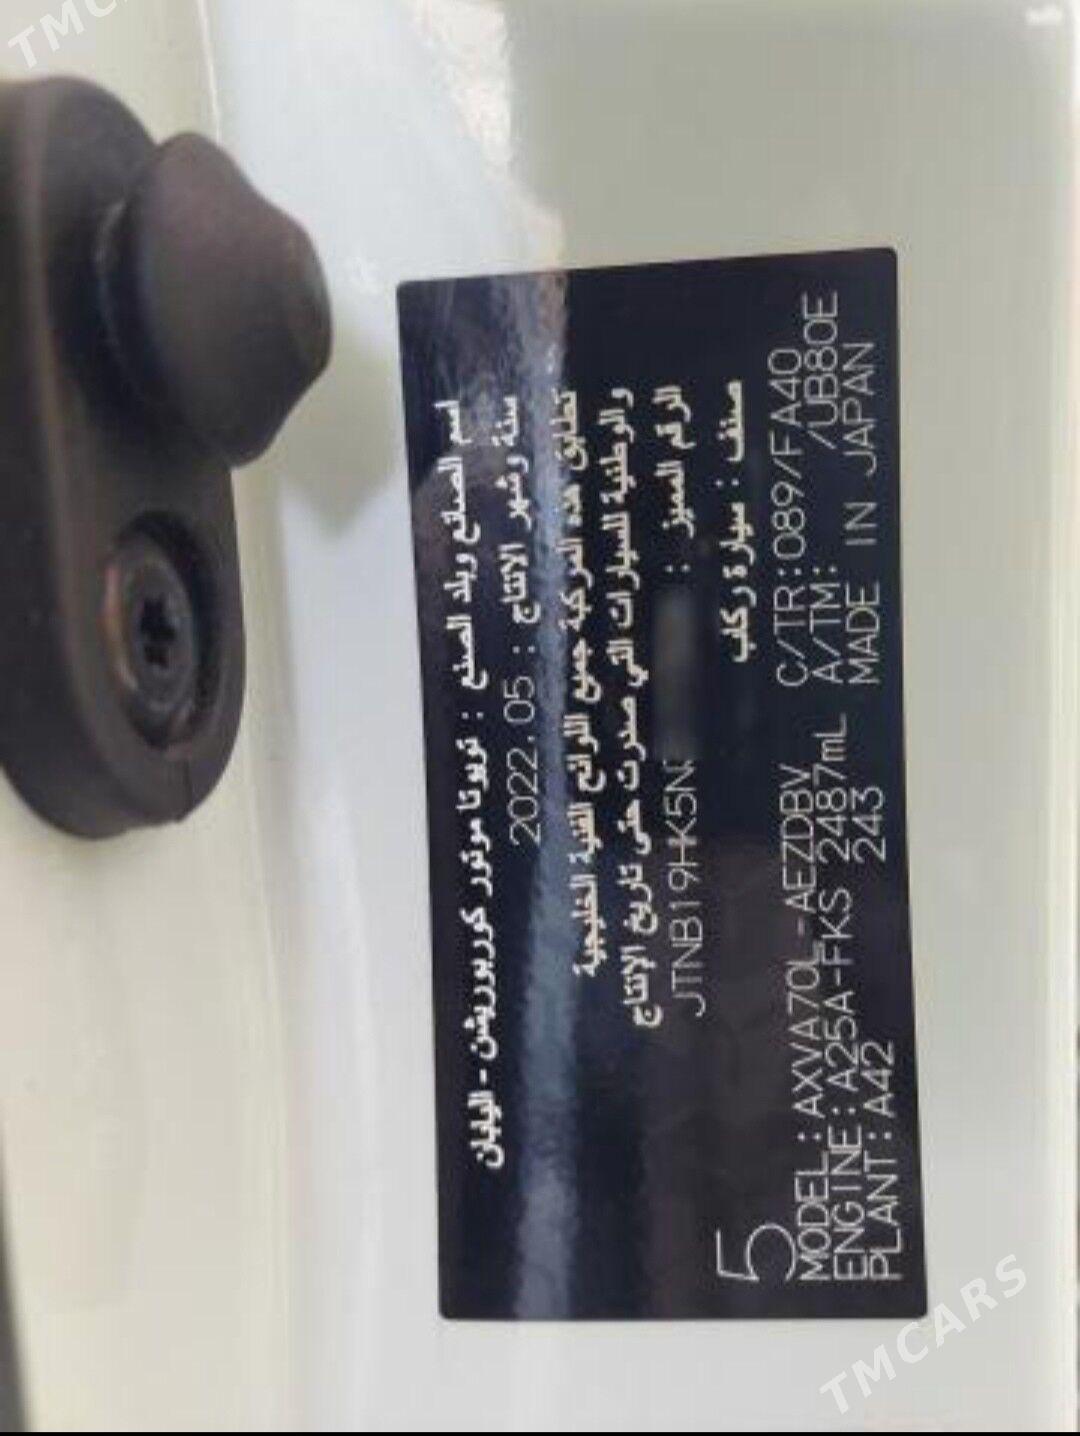 اسم الصانع وبلد الصنع : تويوتا موتور كوربوريشن - اليابان
سنة وشهر الانتاج : 2022.05
تطابق هذه المركبة جميع اللوائح الفنية الخليجية
والوطنية للسيارات التي صدرت حتى تاريخ الإنتاج
الرقم المميز : JTNB19HK5N
صنف : سيارة ركاب
5
MODEL:AXVA70L-AEZDBV C/TR:089/FA40
ENGINE:A25A-FKS 2487mL A/TM: /UB80E
PLANT:A42 243 MADE IN JAPAN
TMCARS